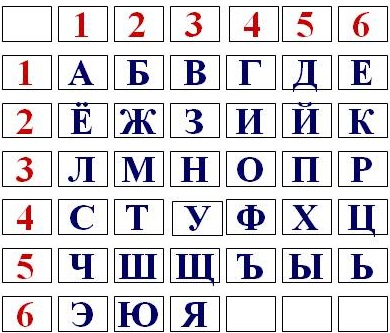 1 2 3 4 5 6
1 А Б В Г Д Е
2 Ё Ж З И Й К
3 Л М Н О П Р
4 С Т У Ф Х Ц
5 Ч Ш Щ Ъ Ы Ь
6 Э Ю Я